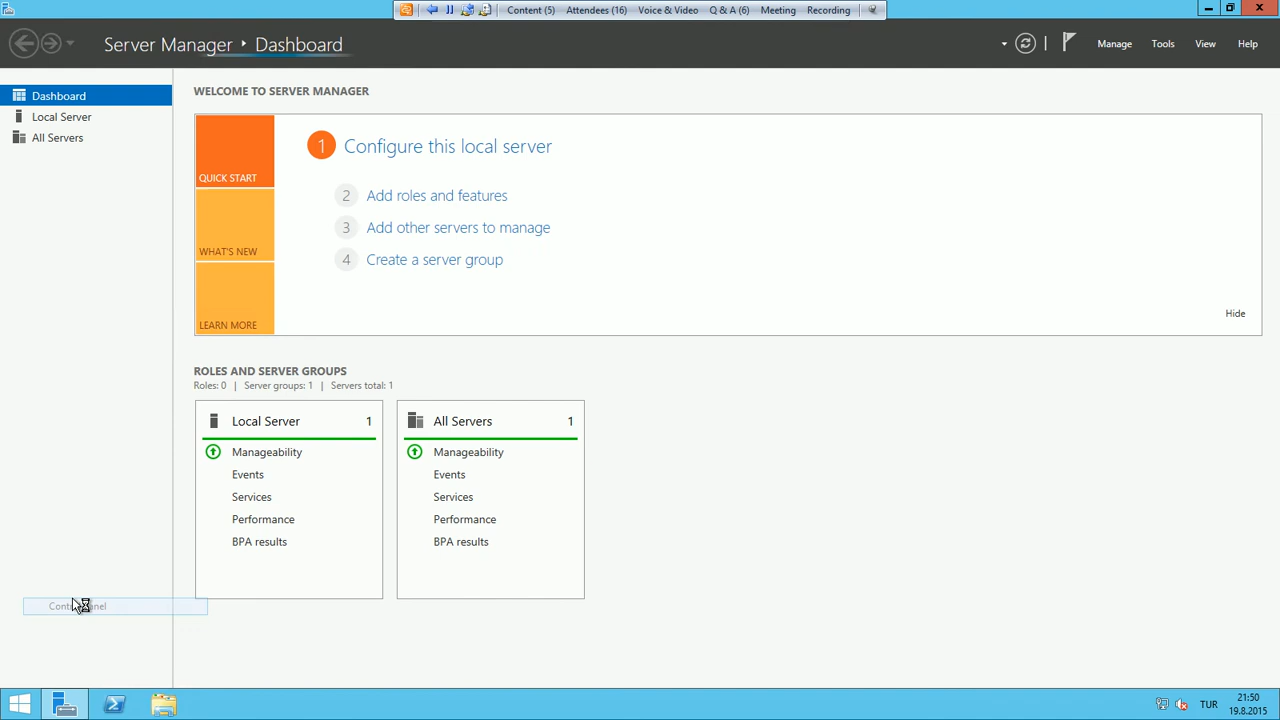 Content (5) Attendees (16) Voice & Video Q & A (6) Meeting Recording
Server Manager Dashboard
Manage Tools View Help
Dashboard
Local Server
All Servers
WELCOME TO SERVER MANAGER
QUICK START
WHAT'S NEW
LEARN MORE
1 Configure this local server
2 Add roles and features
3 Add other servers to manage
4 Create a server group
Hide
ROLES AND SERVER GROUPS
Roles: 0 | Server groups: 1 | Servers total: 1
Local Server 1
Manageability
Events
Services
Performance
BPA results
All Servers 1
Manageability
Events
Services
Performance
BPA results
Control Panel
TUR
21:50
19.8.2015